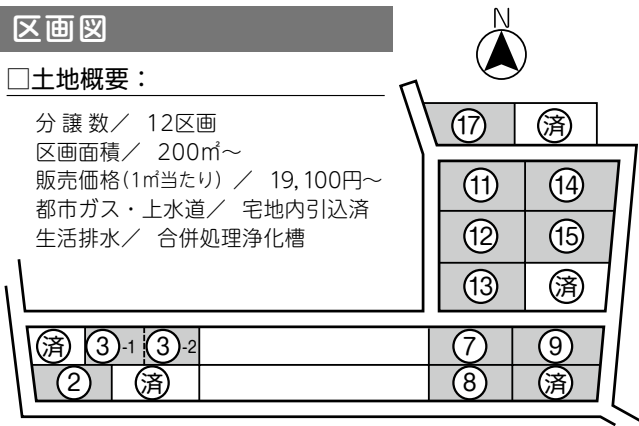 区画図
N
□土地概要：
分譲数／ 12区画
区画面積／ 200㎡～
販売価格(1㎡当たり) ／ 19,100円～
都市ガス・上水道／ 宅地内引込済
生活排水／ 合併処理浄化槽
⑰ 済
⑪ ⑭
⑫ ⑮
⑬ 済
済 ③-1 ③-2 ⑦ ⑨
② 済 ⑧ 済